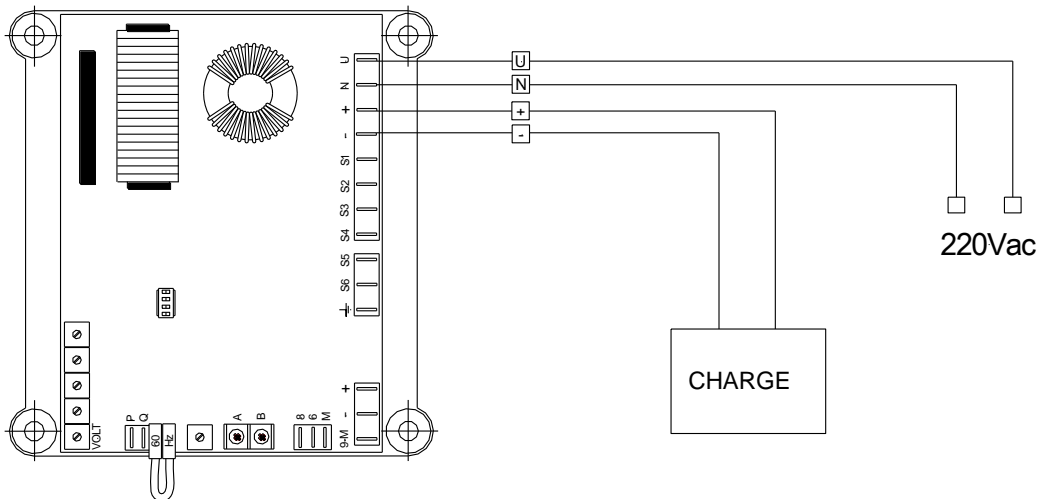 U
N
+
-
S1
S2
S3
S4
S5
S6
U
N
+
-
220Vac
CHARGE
+
-
9-M
VOLT
P
Q
60
Hz
A
B
8
6
M